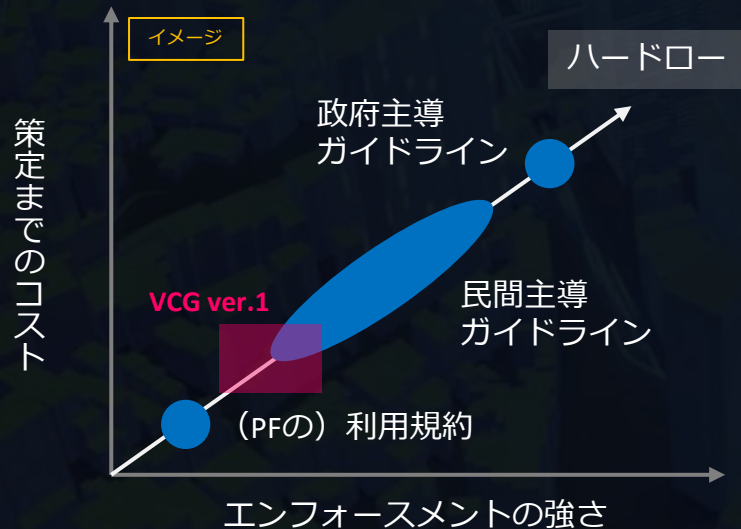 イメージ
ハードロー
政府主導
ガイドライン
策定までのコスト
VCG ver.1
民間主導
ガイドライン
（PFの）利用規約
エンフォースメントの強さ